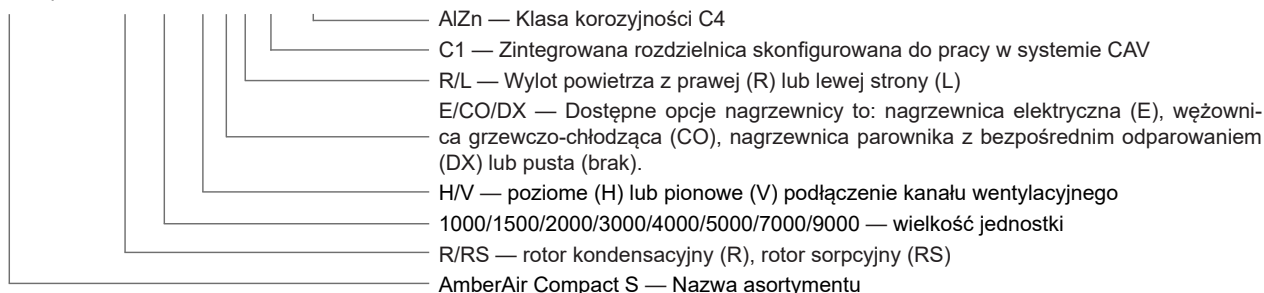 AlZn — Klasa korozyjności C4
C1 — Zintegrowana rozdzielnica skonfigurowana do pracy w systemie CAV
R/L — Wylot powietrza z prawej (R) lub lewej strony (L)
E/CO/DX — Dostępne opcje nagrzewnicy to: nagrzewnica elektryczna (E), wężowni-
ca grzewczo-chłodząca (CO), nagrzewnica parownika z bezpośrednim odparowaniem
(DX) lub pusta (brak).
H/V — poziome (H) lub pionowe (V) podłączenie kanału wentylacyjnego
1000/1500/2000/3000/4000/5000/7000/9000 — wielkość jednostki
R/RS — rotor kondensacyjny (R), rotor sorpcyjny (RS)
AmberAir Compact S — Nazwa asortymentu